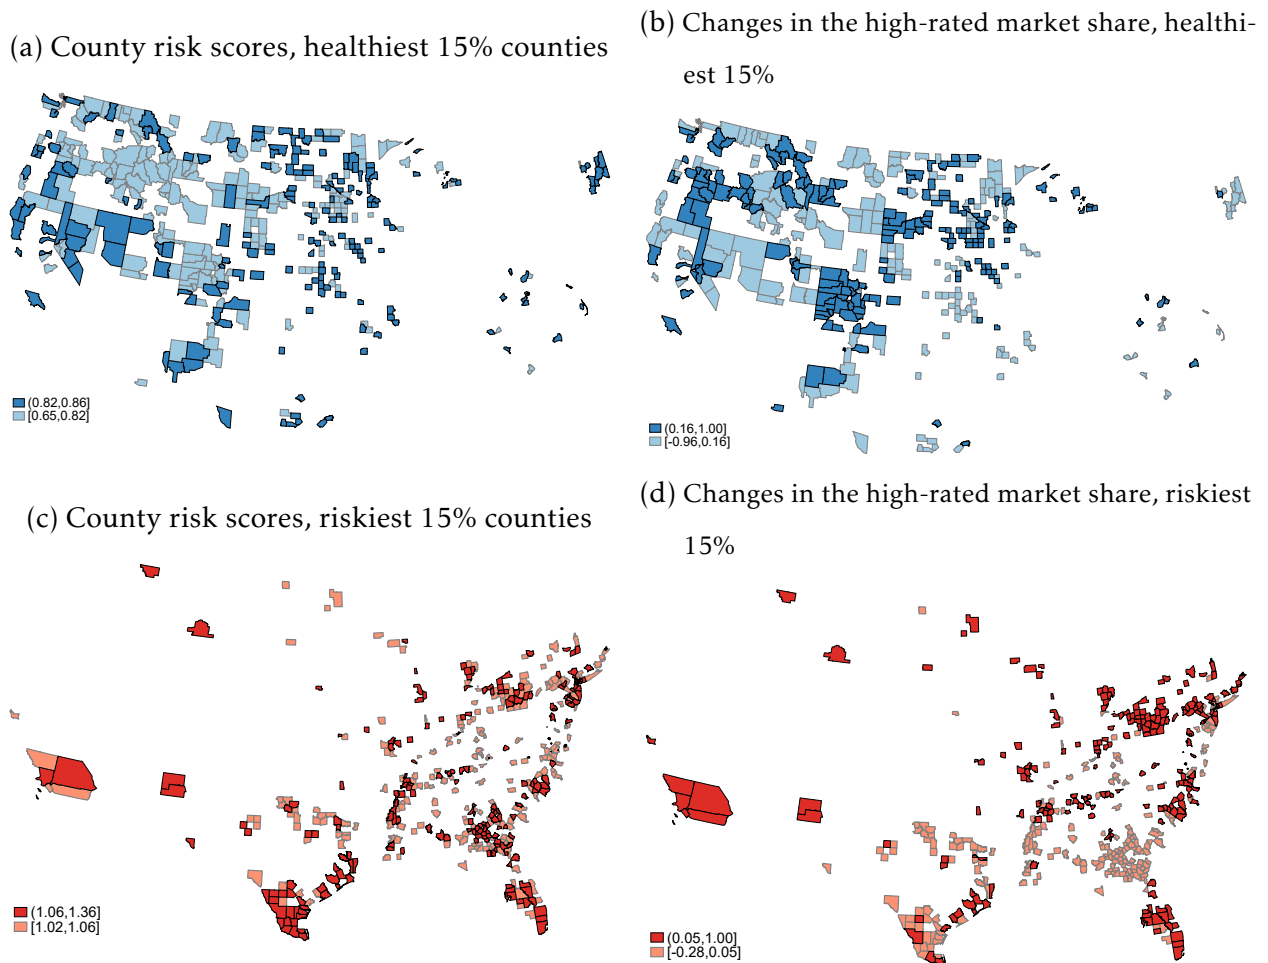 (a) County risk scores, healthiest 15% counties
(b) Changes in the high-rated market share, healthi-
est 15%
(0.82,0.86]
[0.65,0.82]
(0.16,1.00]
[-0.96,0.16]
(c) County risk scores, riskiest 15% counties
(d) Changes in the high-rated market share, riskiest
15%
(1.06,1.36]
[1.02,1.06]
(0.05,1.00]
[-0.28,0.05]